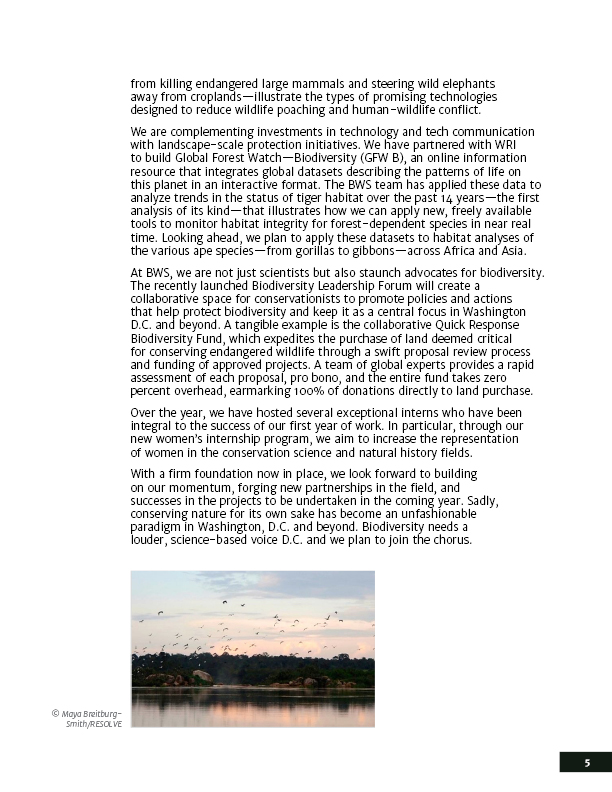 from killing endangered large mammals and steering wild elephants
away from croplands—illustrate the types of promising technologies
designed to reduce wildlife poaching and human-wildlife conflict.
We are complementing investments in technology and tech communication
with landscape-scale protection initiatives. We have partnered with WRI
to build Global Forest Watch—Biodiversity (GFW B), an online information
resource that integrates global datasets describing the patterns of life on
this planet in an interactive format. The BWS team has applied these data to
analyze trends in the status of tiger habitat over the past 14 years—the first
analysis of its kind—that illustrates how we can apply new, freely available
tools to monitor habitat integrity for forest-dependent species in near real
time. Looking ahead, we plan to apply these datasets to habitat analyses of
the various ape species—from gorillas to gibbons—across Africa and Asia.
At BWS, we are not just scientists but also staunch advocates for biodiversity.
The recently launched Biodiversity Leadership Forum will create a
collaborative space for conservationists to promote policies and actions
that help protect biodiversity and keep it as a central focus in Washington
D.C. and beyond. A tangible example is the collaborative Quick Response
Biodiversity Fund, which expedites the purchase of land deemed critical
for conserving endangered wildlife through a swift proposal review process
and funding of approved projects. A team of global experts provides a rapid
assessment of each proposal, pro bono, and the entire fund takes zero
percent overhead, earmarking 100% of donations directly to land purchase.
Over the year, we have hosted several exceptional interns who have been
integral to the success of our first year of work. In particular, through our
new women's internship program, we aim to increase the representation
of women in the conservation science and natural history fields.
With a firm foundation now in place, we look forward to building
on our momentum, forging new partnerships in the field, and
successes in the projects to be undertaken in the coming year. Sadly,
conserving nature for its own sake has become an unfashionable
paradigm in Washington, D.C. and beyond. Biodiversity needs a
louder, science-based voice D.C. and we plan to join the chorus.
© Maya Breitburg-
Smith/RESOLVE
5